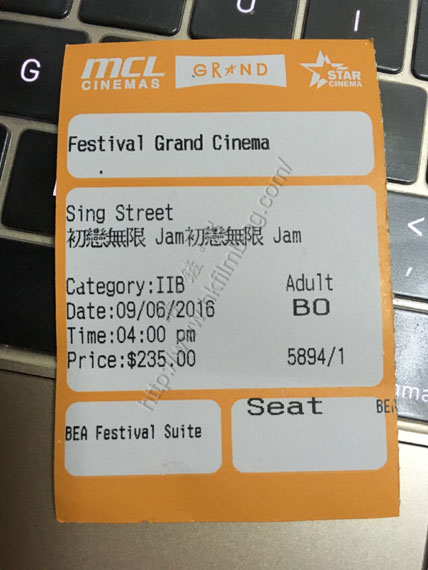 MCL
CINEMAS
GRAND
STAR
CINEMA
Festival Grand Cinema
Sing Street
初戀無限 Jam初戀無限 Jam
Category:IIB
Adult
Date:09/06/2016
BO
Time:04:00 pm
Price:$235.00
5894/1
BEA Festival Suite
Seat
G